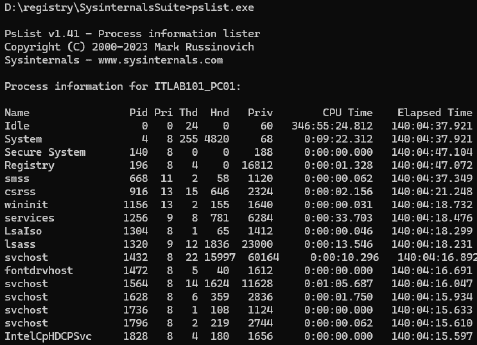 D:\registry\SysinternalsSuite>pslist.exe
PsList v1.41 - Process information lister
Copyright (C) 2000-2023 Mark Russinovich
Sysinternals - www.sysinternals.com
Process information for ITLAB101_PC01:
Name Pid Pri Thd Hnd Priv CPU Time Elapsed Time
Idle 0 0 24 0 60 346:55:24.812 140:04:37.921
System 4 8 255 4820 68 0:09:22.312 140:04:37.921
Secure System 140 8 0 0 188 0:00:00.000 140:04:47.104
Registry 196 8 4 0 16812 0:00:01.328 140:04:47.072
smss 668 11 2 58 1120 0:00:00.062 140:04:37.349
csrss 916 13 15 646 2324 0:00:02.156 140:04:21.248
wininit 1156 13 2 155 1640 0:00:00.031 140:04:18.732
services 1256 9 8 781 6284 0:00:33.703 140:04:18.476
LsaIso 1304 8 1 65 1412 0:00:00.046 140:04:18.299
lsass 1320 9 12 1836 23000 0:00:13.546 140:04:18.231
svchost 1432 8 22 15997 60164 0:00:10.296 140:04:16.892
fontdrvhost 1472 8 5 40 1612 0:00:00.000 140:04:16.691
svchost 1564 8 14 1624 11628 0:01:05.687 140:04:16.047
svchost 1628 8 6 359 2836 0:00:01.750 140:04:15.934
svchost 1736 8 1 108 1124 0:00:00.000 140:04:15.633
svchost 1796 8 2 219 2744 0:00:00.062 140:04:15.610
IntelCpHDCPSvc 1828 8 4 180 1656 0:00:00.000 140:04:15.597